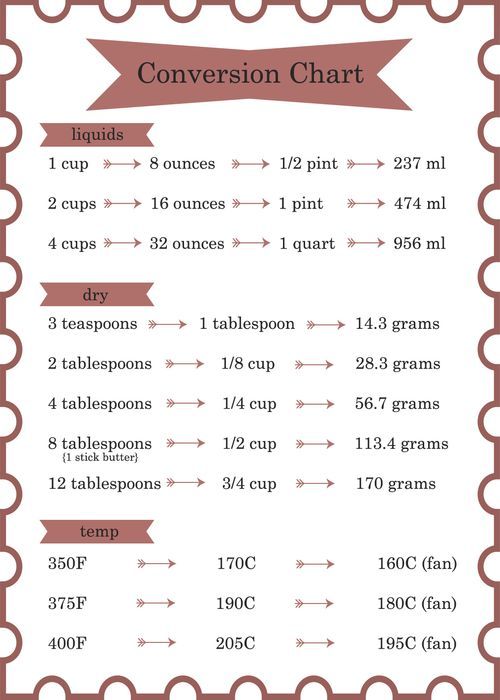 Conversion Chart
liquids
1 cup 8 ounces 1/2 pint 237 ml
2 cups 16 ounces 1 pint 474 ml
4 cups 32 ounces 1 quart 956 ml
dry
3 teaspoons 1 tablespoon 14.3 grams
2 tablespoons 1/8 cup 28.3 grams
4 tablespoons 1/4 cup 56.7 grams
8 tablespoons 1/2 cup 113.4 grams
{1 stick butter}
12 tablespoons 3/4 cup 170 grams
temp
350F 170C 160C (fan)
375F 190C 180C (fan)
400F 205C 195C (fan)